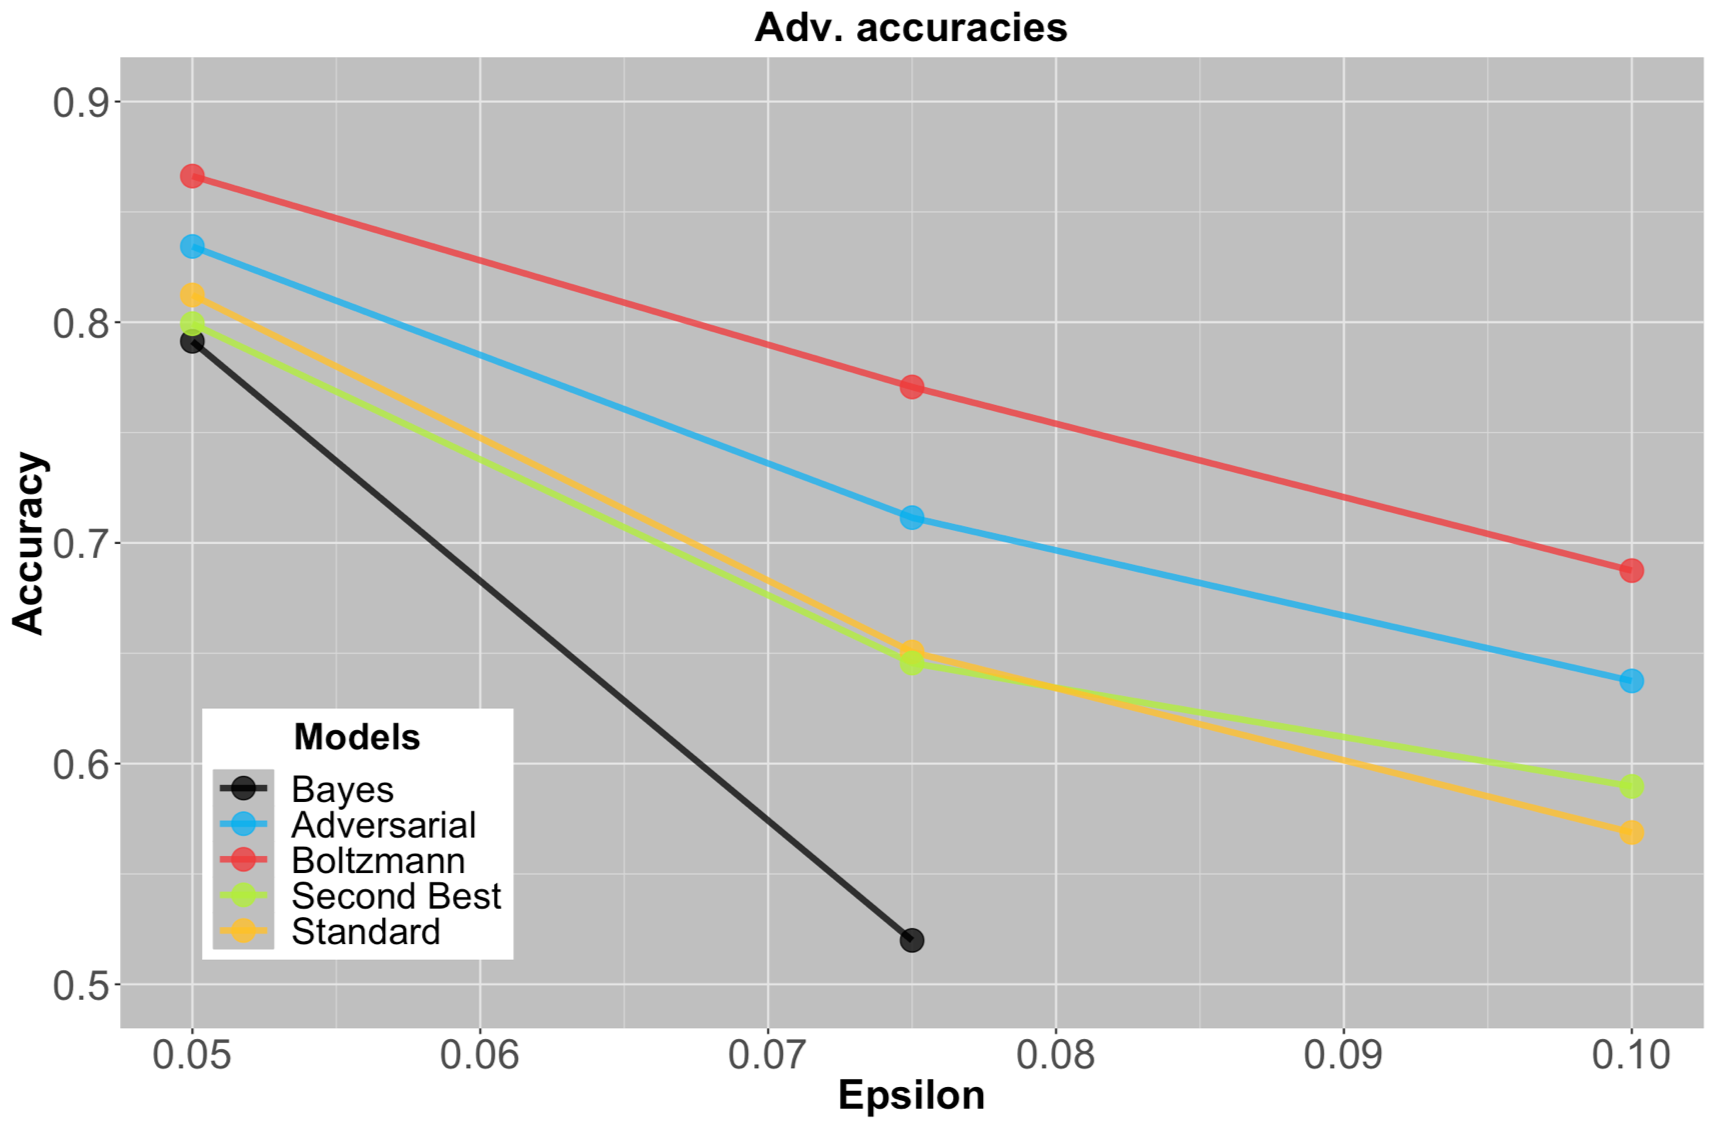 Adv. accuracies
Accuracy
0.9
0.8
0.7
0.6
0.5
Models
Bayes
Adversarial
Boltzmann
Second Best
Standard
0.05 0.06 0.07 0.08 0.09 0.10
Epsilon